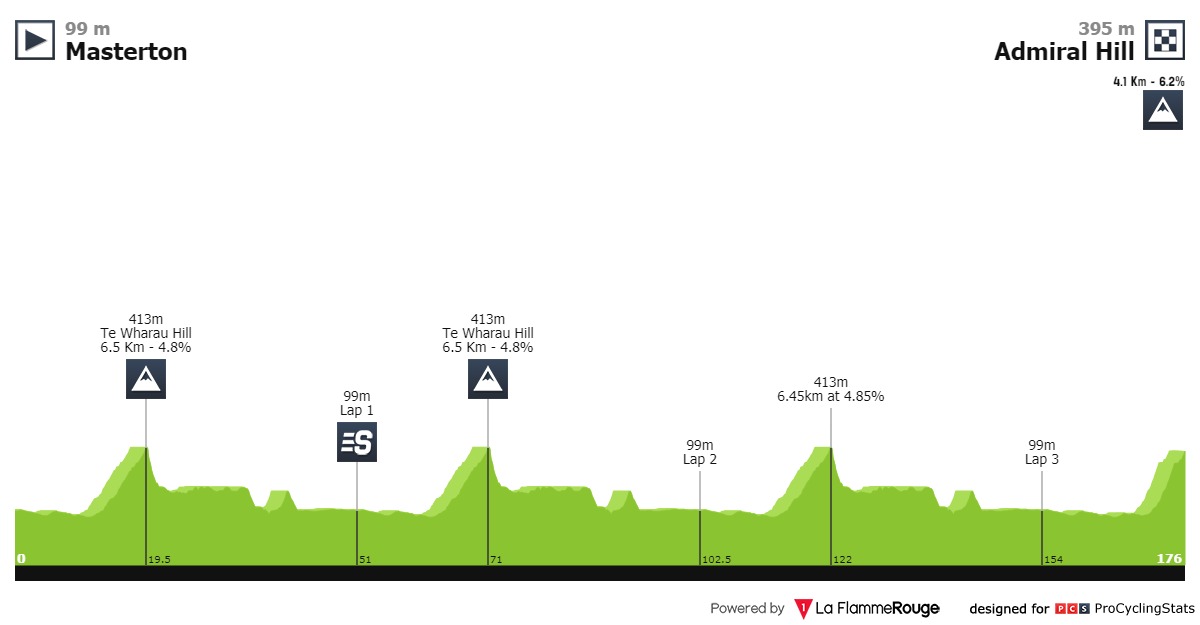 99 m
Masterton
395 m
Admiral Hill
4.1 Km - 6.2%
413m
Te Wharau Hill
6.5 Km - 4.8%
99m
Lap 1
S
413m
Te Wharau Hill
6.5 Km - 4.8%
99m
Lap 2
413m
6.45km at 4.85%
99m
Lap 3
0
19.5
51
71
102.5
122
154
176
Powered by 1 La FlammeRouge
designed for PCS ProCyclingStats